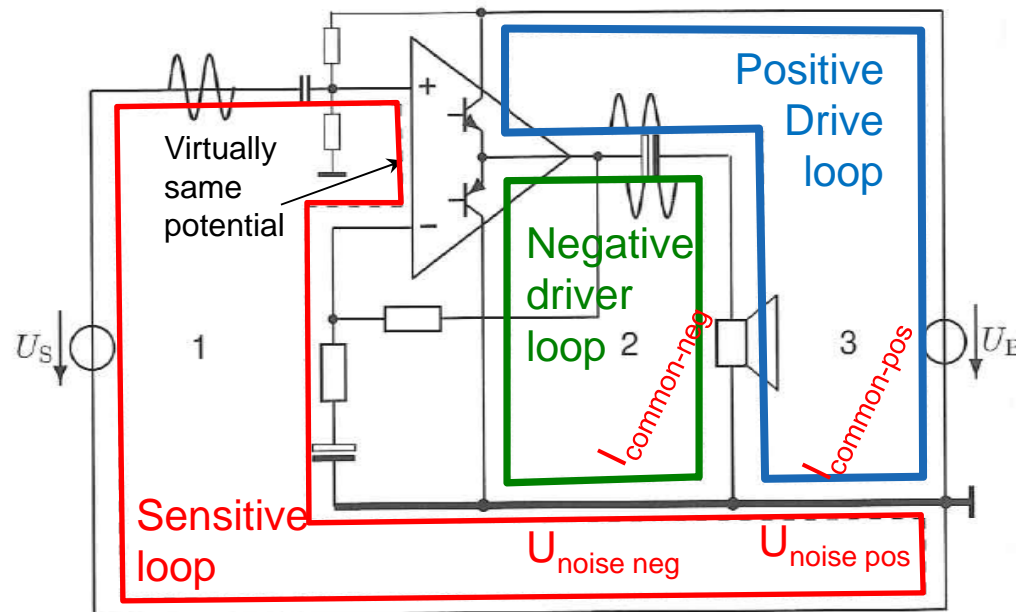 Positive
Drive
loop
+
Virtually
same
potential
−
Negative
driver
loop
U_S
1
2
3
U_B
I_common-neg
I_common-pos
Sensitive
loop
U_noise neg
U_noise pos